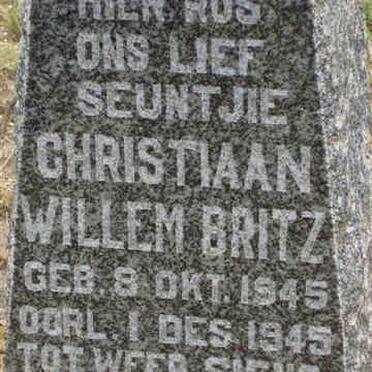 HIER RUS
ONS LIEF
SEUNTJIE
CHRISTIAAN
WILLEM BRITZ
GEB. 8 OKT. 1945
OORL. 1 DES 1945
TOT WEER SIENS